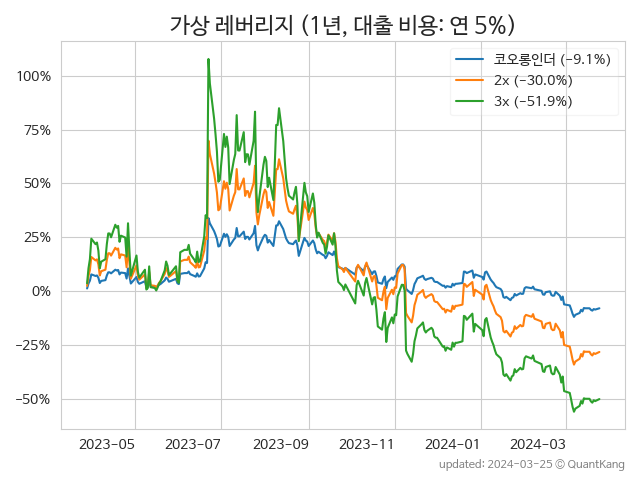 가상 레버리지 (1년, 대출 비용: 연 5%)
코오롱인더 (−9.1%)
2x (−30.0%)
3x (−51.9%)
100%
75%
50%
25%
0%
−25%
−50%
2023-05
2023-07
2023-09
2023-11
2024-01
2024-03
updated: 2024-03-25 © QuantKang